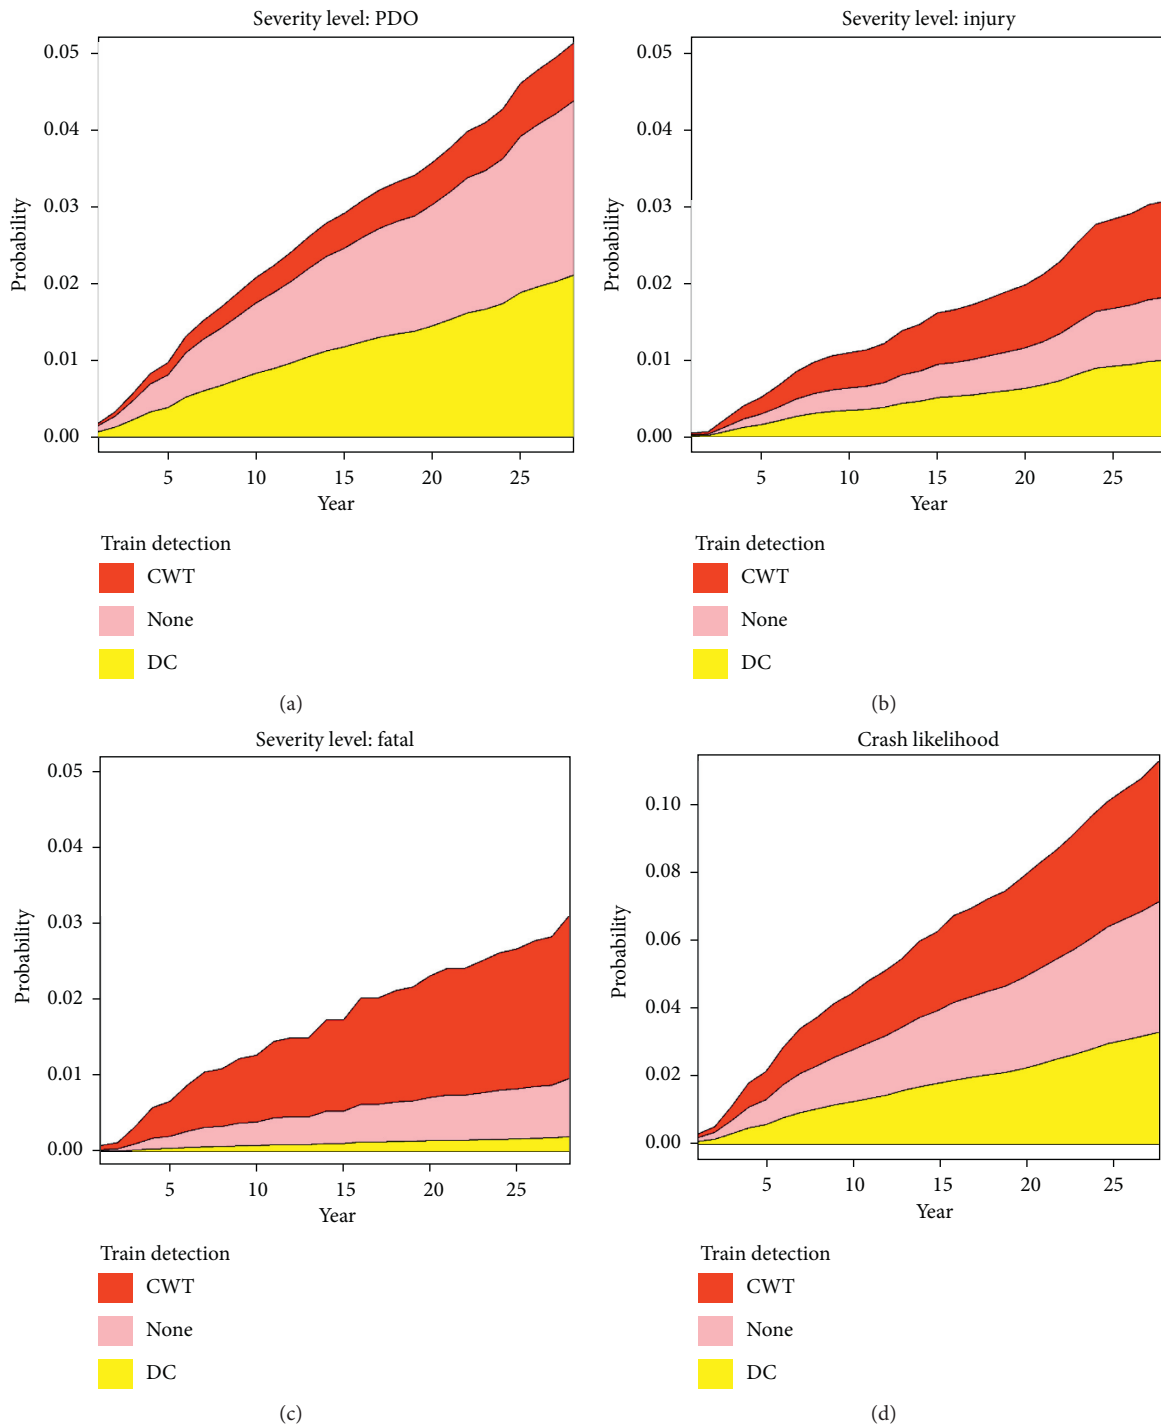 Severity level: PDO
0.05
0.04
0.03
0.02
0.01
0.00
Probability
5 10 15 20 25
Year
Train detection
CWT
None
DC
(a)
Severity level: injury
0.05
0.04
0.03
0.02
0.01
0.00
Probability
5 10 15 20 25
Year
Train detection
CWT
None
DC
(b)
Severity level: fatal
0.05
0.04
0.03
0.02
0.01
0.00
Probability
5 10 15 20 25
Year
Train detection
CWT
None
DC
(c)
Crash likelihood
0.10
0.08
0.06
0.04
0.02
0.00
Probability
5 10 15 20 25
Year
Train detection
CWT
None
DC
(d)